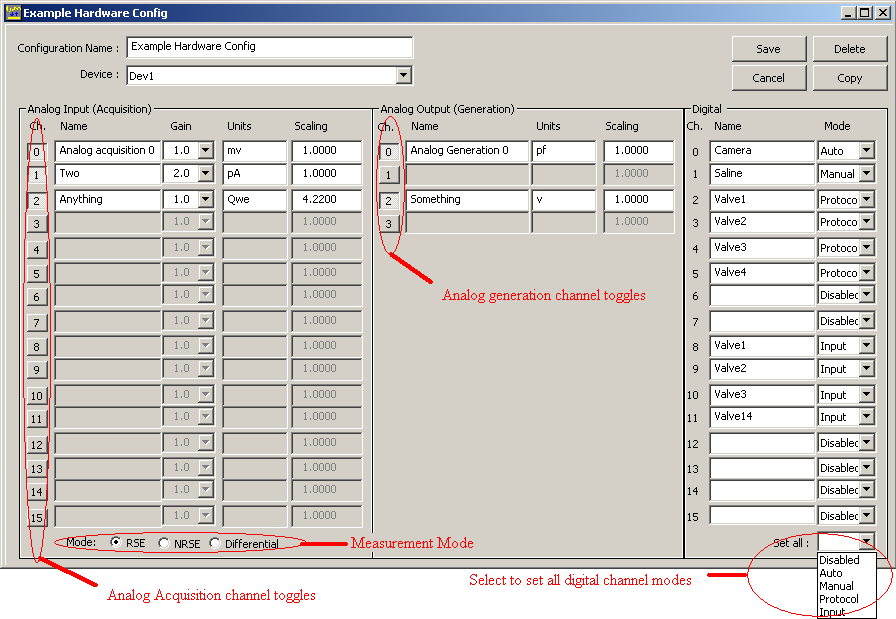 Example Hardware Config
Configuration Name : Example Hardware Config
Save Delete
Device : Dev1
Cancel Copy
Analog Input (Acquisition) Analog Output (Generation) Digital
Ch. Name Gain Units Scaling Ch. Name Units Scaling Ch. Name Mode
0 Analog acquisition 0 1.0 mv 1.0000 0 Analog Generation 0 pf 1.0000 0 Camera Auto
1 Two 2.0 pA 1.0000 1 1.0000 1 Saline Manual
2 Anything 1.0 Qwe 4.2200 2 Something v 1.0000 2 Valve1 Protoco
3 1.0 1.0000 3 1.0000 3 Valve2 Protoco
4 1.0 1.0000 4 Valve3 Protoco
5 1.0 1.0000 5 Valve4 Protoco
6 1.0 1.0000 6 Disabled
Analog generation channel toggles
7 1.0 1.0000 7 Disabled
8 1.0 1.0000 8 Valve1 Input
9 1.0 1.0000 9 Valve2 Input
10 1.0 1.0000 10 Valve3 Input
11 1.0 1.0000 11 Valve14 Input
12 1.0 1.0000 12 Disabled
13 1.0 1.0000 13 Disabled
14 1.0 1.0000 14 Disabled
15 1.0 1.0000 15 Disabled
Mode: RSE NRSE Differential Measurement Mode Set all :
Disabled
Auto
Manual
Protocol
Input
Select to set all digital channel modes
Analog Acquisition channel toggles